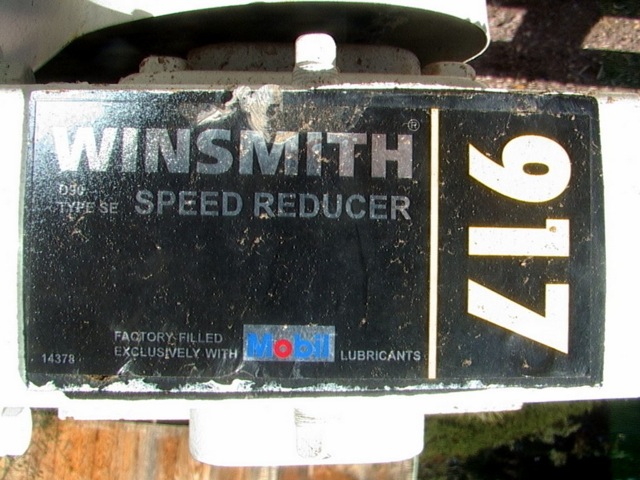 WINSMITH®
D90
TYPE SE
SPEED REDUCER
917
FACTORY-FILLED
EXCLUSIVELY WITH Mobil LUBRICANTS
14378